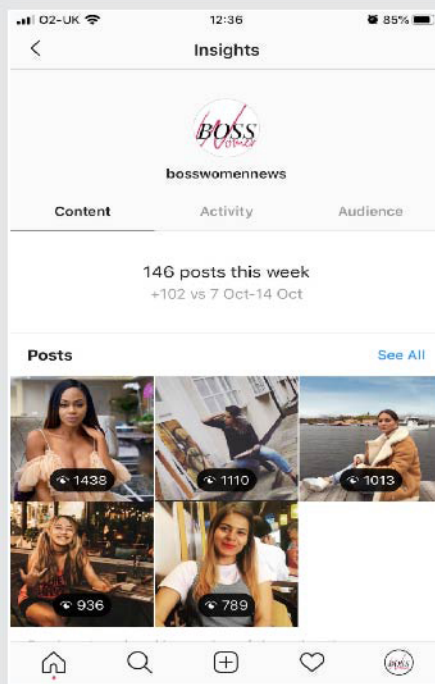 O2-UK 12:36 85%
Insights
BOSS
Women
bosswomennews
Content Activity Audience
146 posts this week
+102 vs 7 Oct-14 Oct
Posts See All
1438 1110 1013
936 789